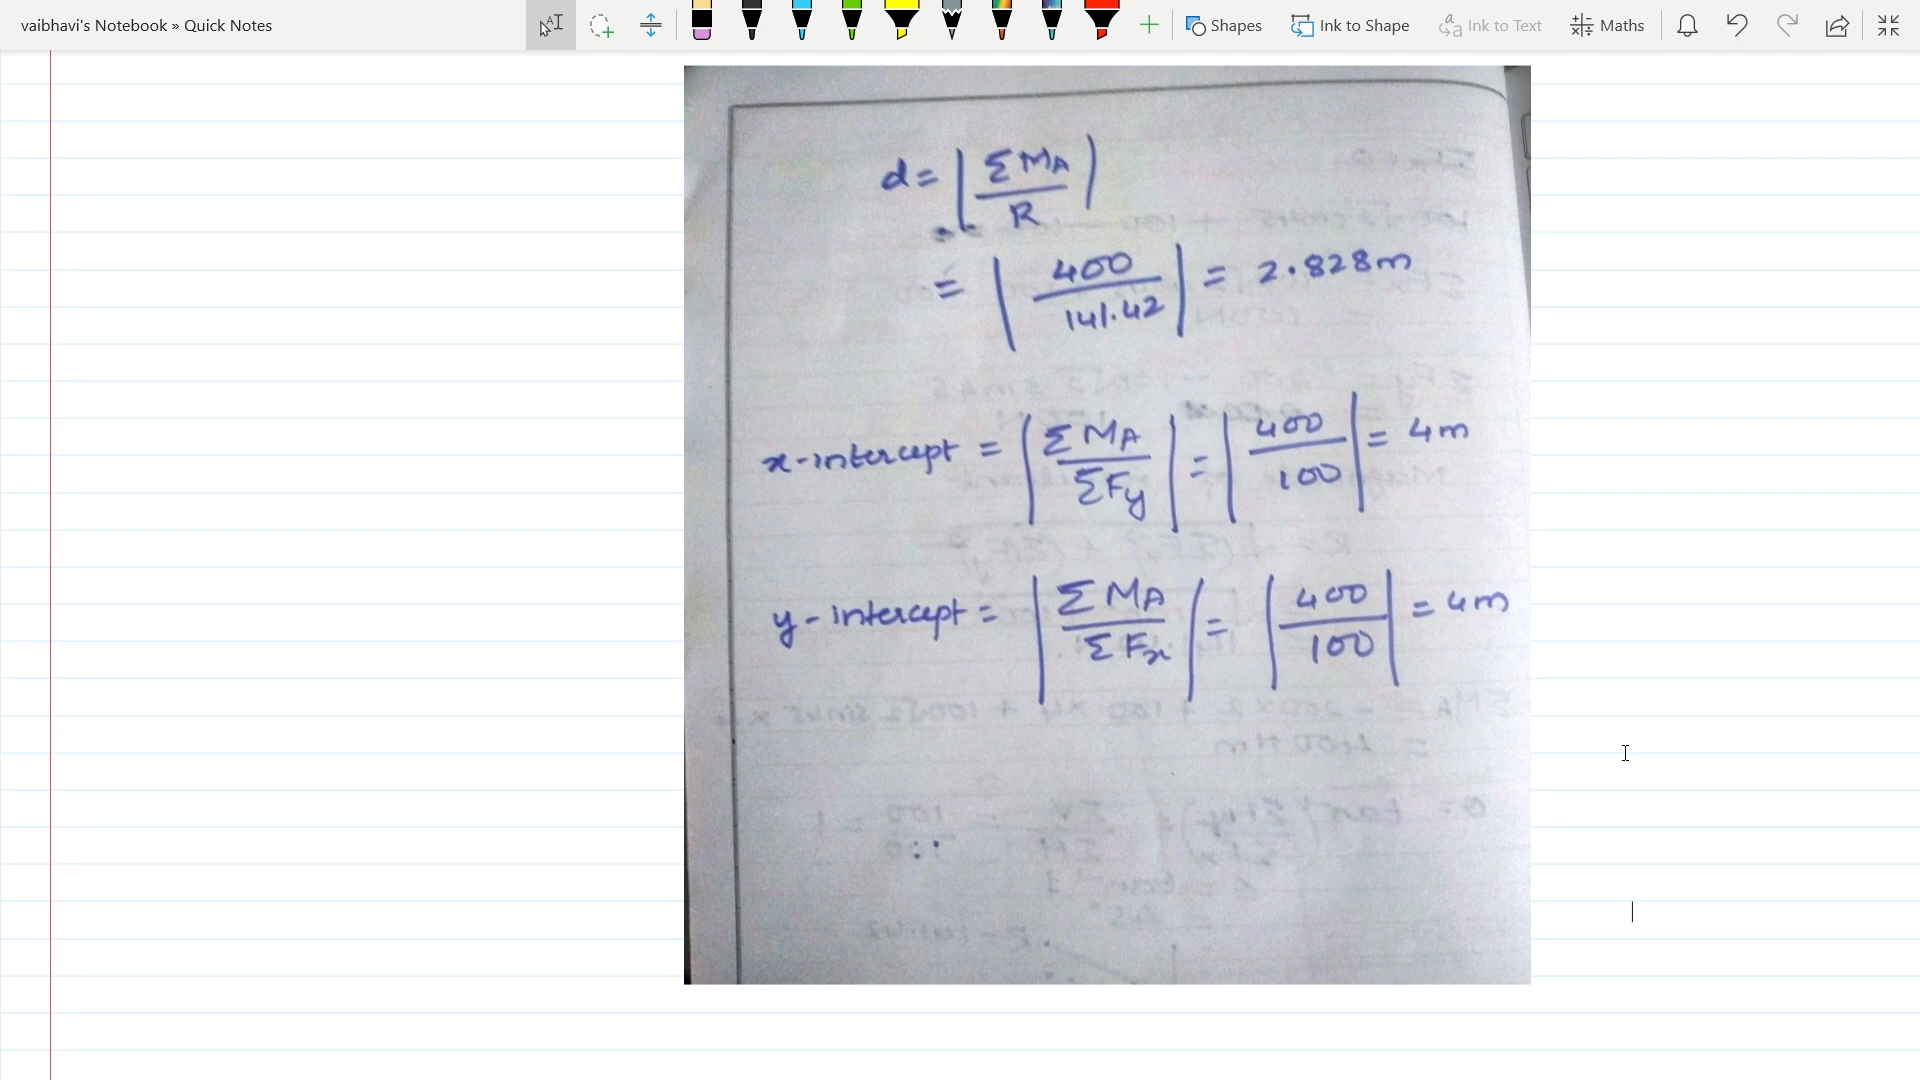 vaibhavi's Notebook » Quick Notes
Shapes
Ink to Shape
Ink to Text
Maths
d = | ΣMA / R |
= | 400 / 141.42 | = 2.828m
x-intercept = | ΣMA / ΣFy | = | 400 / 100 | = 4m
y-intercept = | ΣMA / ΣFx | = | 400 / 100 | = 4m